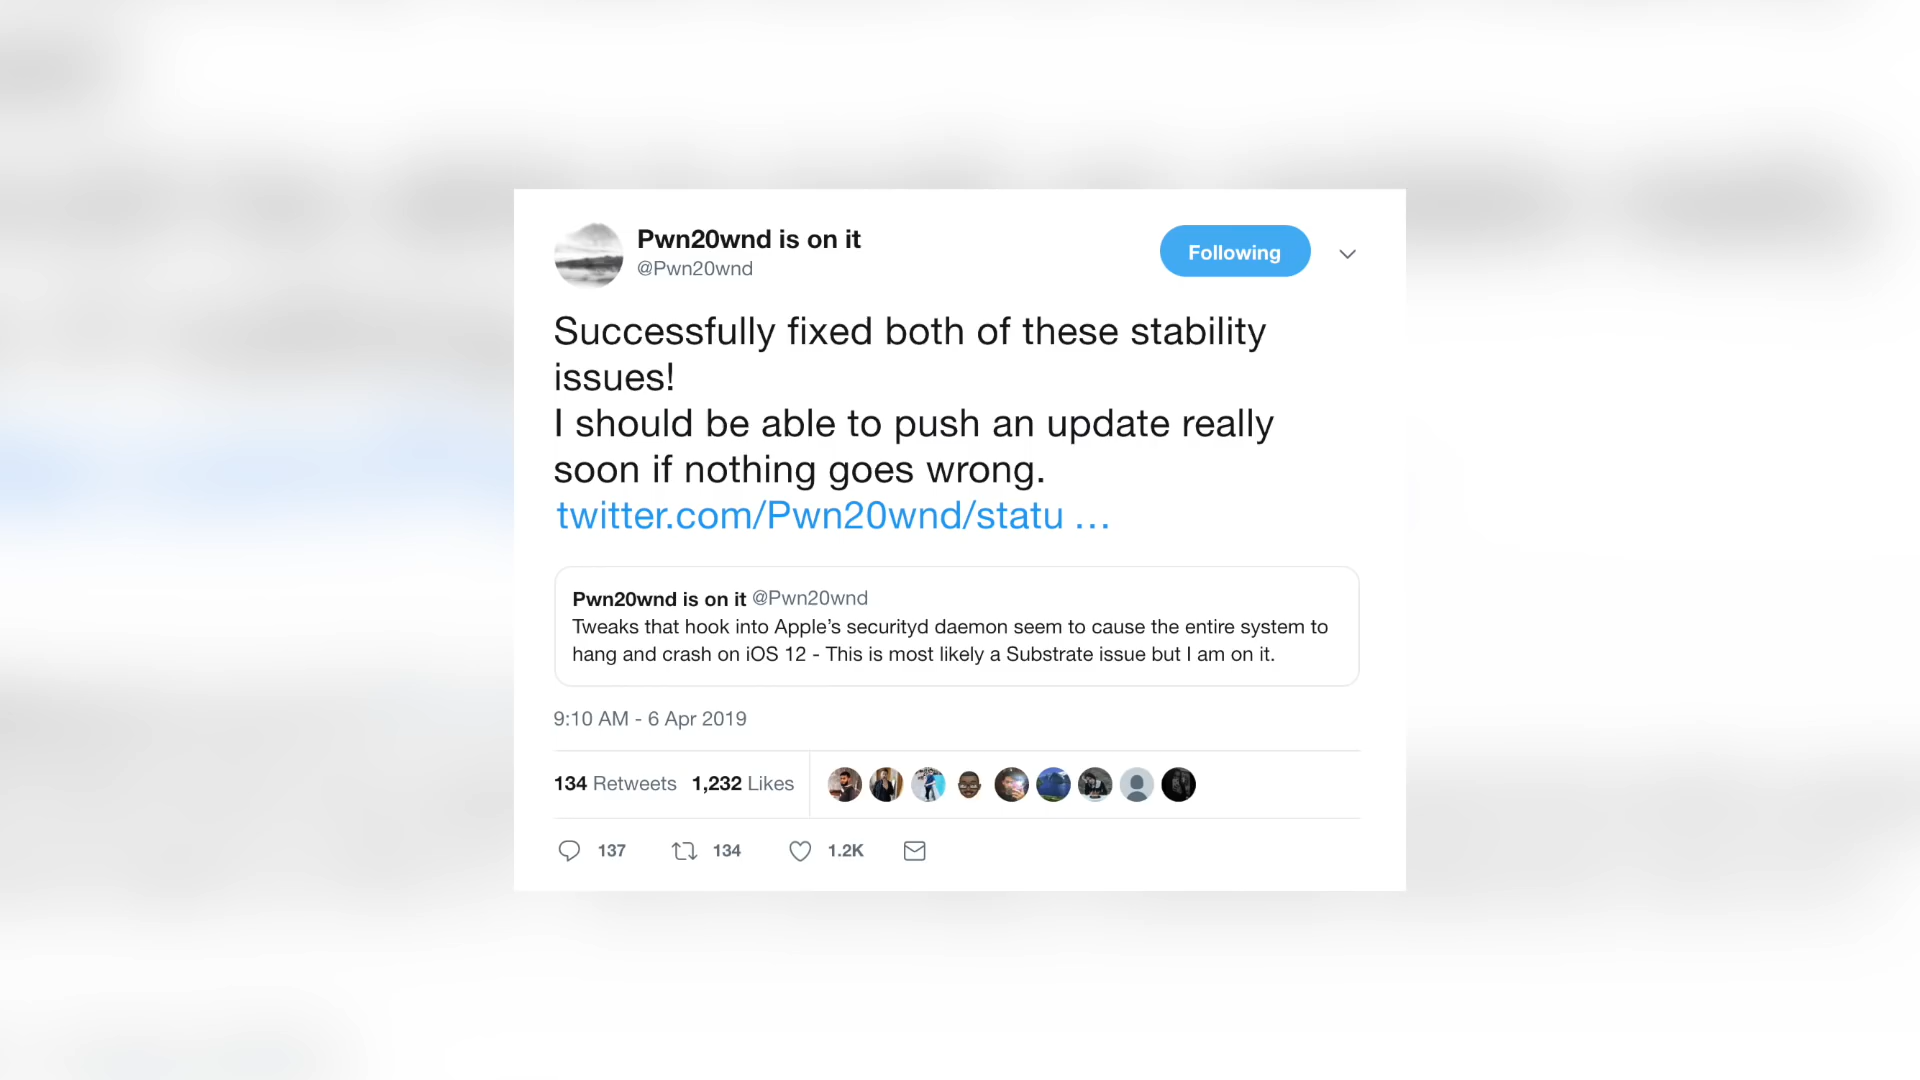 Pwn20wnd is on it
@Pwn20wnd
Following
Successfully fixed both of these stability
issues!
I should be able to push an update really
soon if nothing goes wrong.
twitter.com/Pwn20wnd/statu …
Pwn20wnd is on it @Pwn20wnd
Tweaks that hook into Apple’s securityd daemon seem to cause the entire system to
hang and crash on iOS 12 - This is most likely a Substrate issue but I am on it.
9:10 AM - 6 Apr 2019
134 Retweets 1,232 Likes
137 134 1.2K